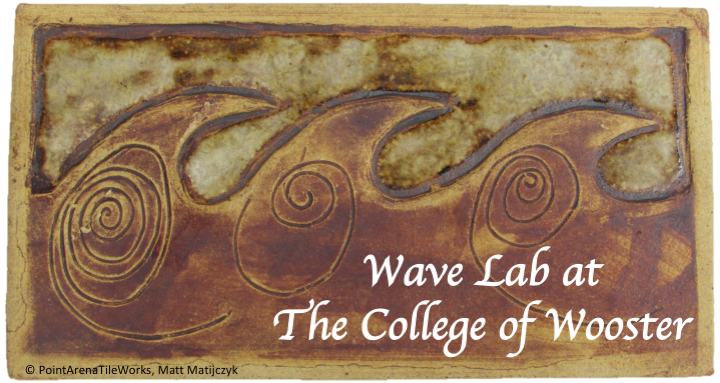 Wave Lab at
The College of Wooster
© PointArenaTileWorks, Matt Matijczyk